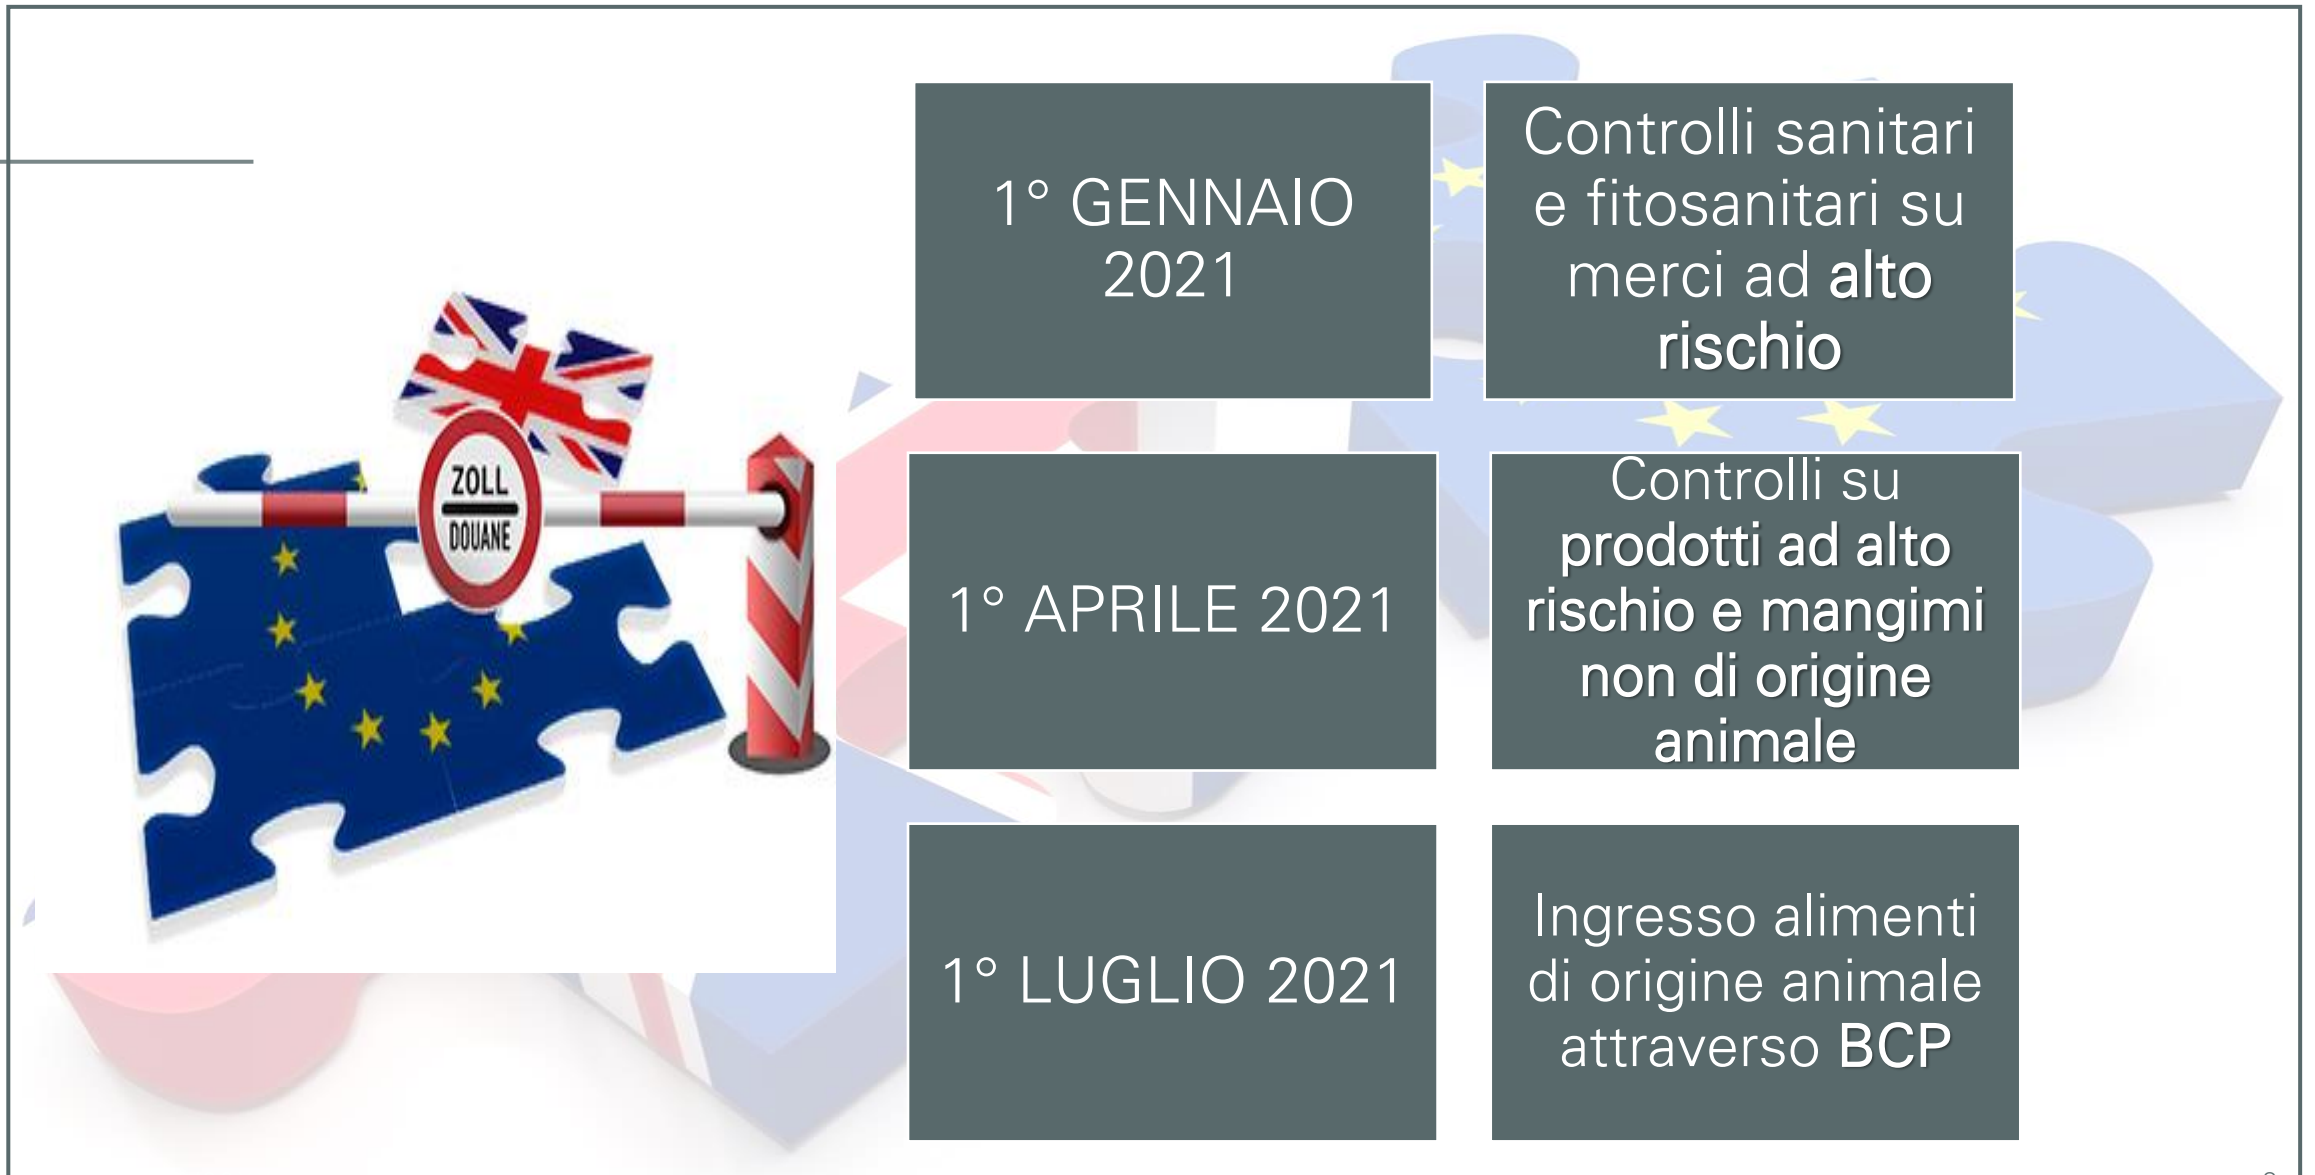 1° GENNAIO
2021
Controlli sanitari
e fitosanitari su
merci ad alto
rischio
ZOLL
DOUANE
1° APRILE 2021
Controlli su
prodotti ad alto
rischio e mangimi
non di origine
animale
1° LUGLIO 2021
Ingresso alimenti
di origine animale
attraverso BCP